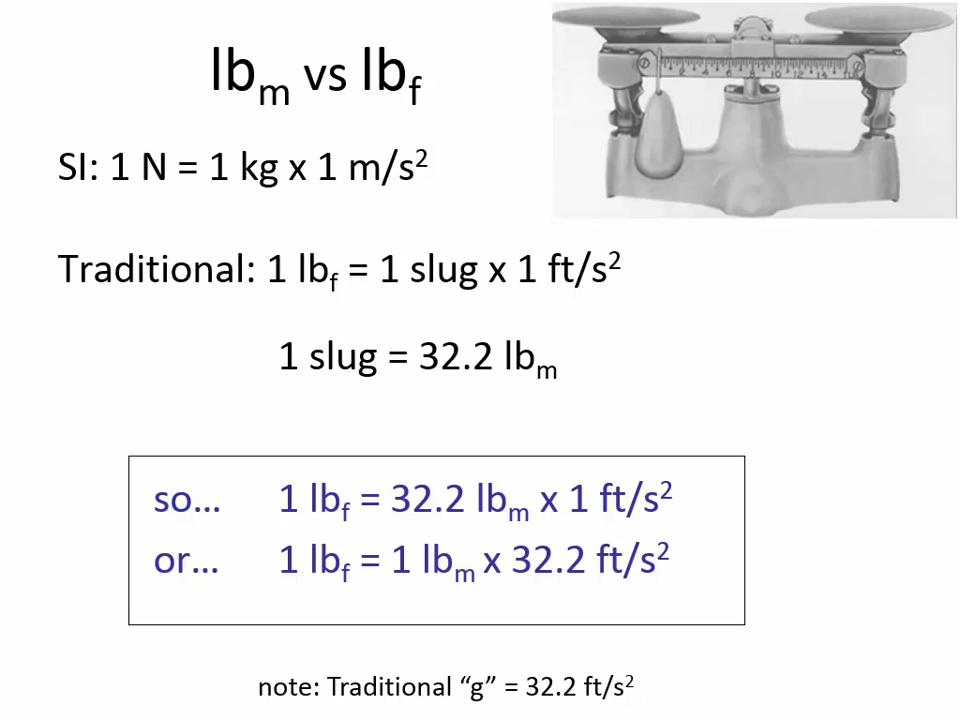 lbₘ vs lbf
SI: 1 N = 1 kg x 1 m/s²
Traditional: 1 lbf = 1 slug x 1 ft/s²
1 slug = 32.2 lbₘ
so… 1 lbf = 32.2 lbₘ x 1 ft/s²
or… 1 lbf = 1 lbₘ x 32.2 ft/s²
note: Traditional “g” = 32.2 ft/s²